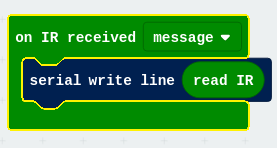 on IR received message
serial write line read IR